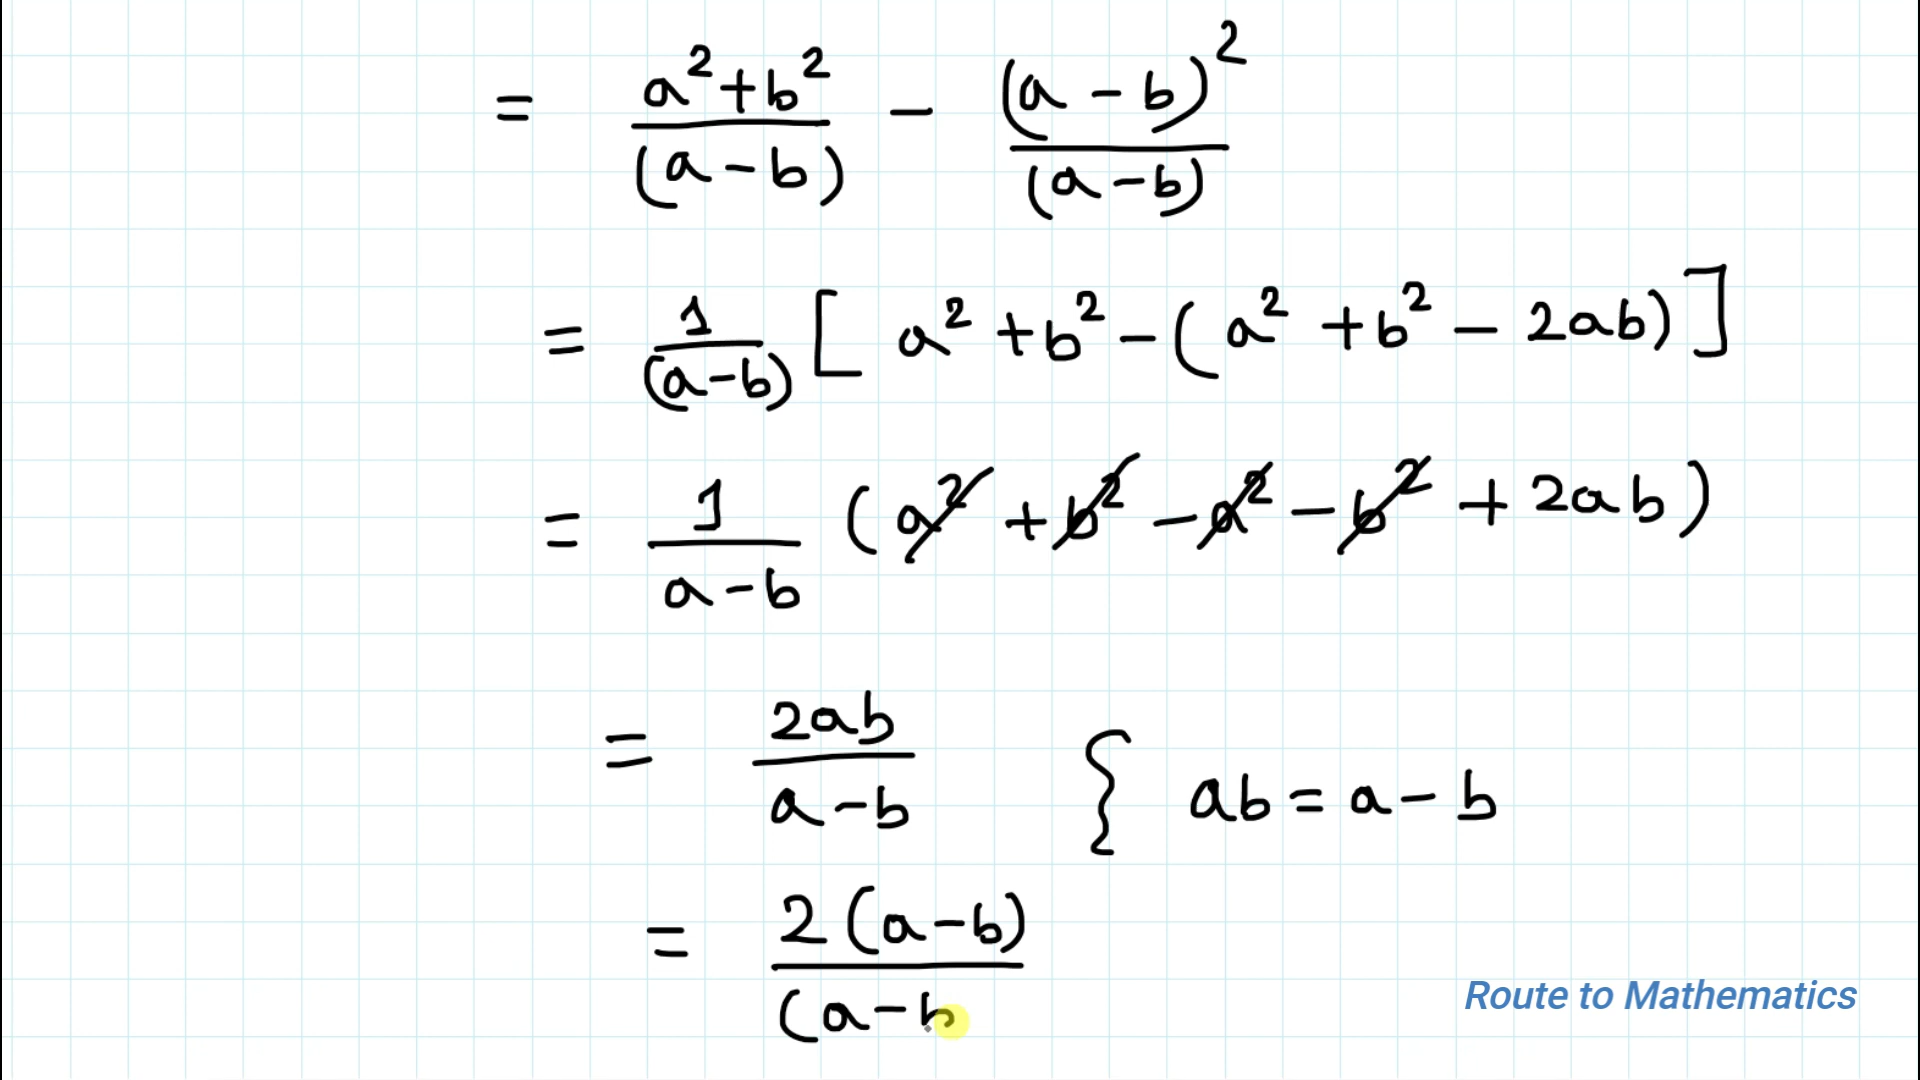 = a²+b² / (a-b) - (a-b)² / (a-b)
= 1 / (a-b) [ a² + b² - (a² + b² - 2ab) ]
= 1 / a-b (a² + b² - a² - b² + 2ab)
= 2ab / a-b { ab = a-b
= 2(a-b) / (a-b
Route to Mathematics